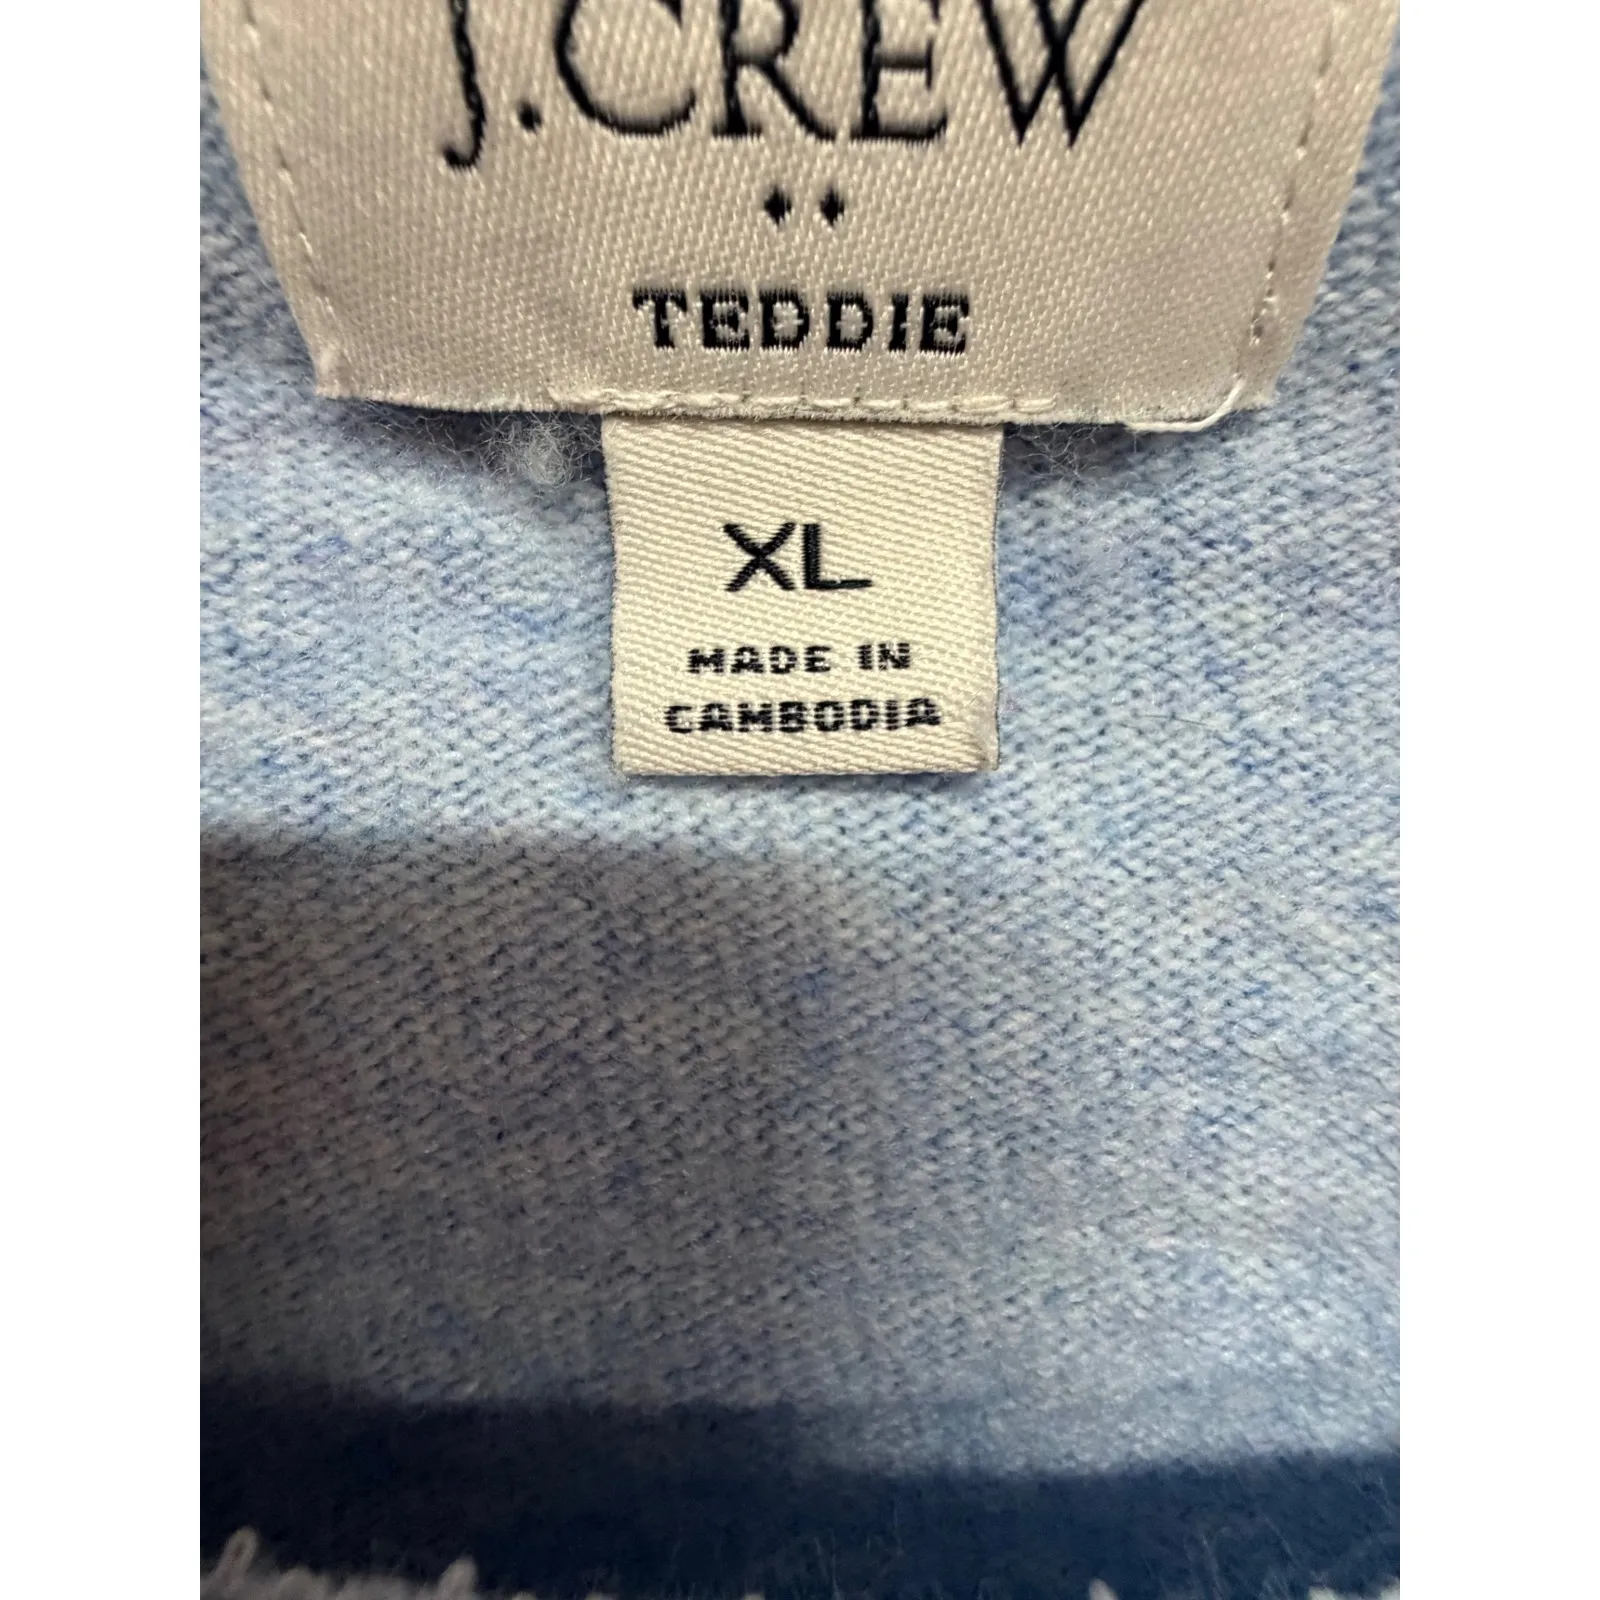 J.CREW
TEDDIE
XL
MADE IN
CAMBODIA